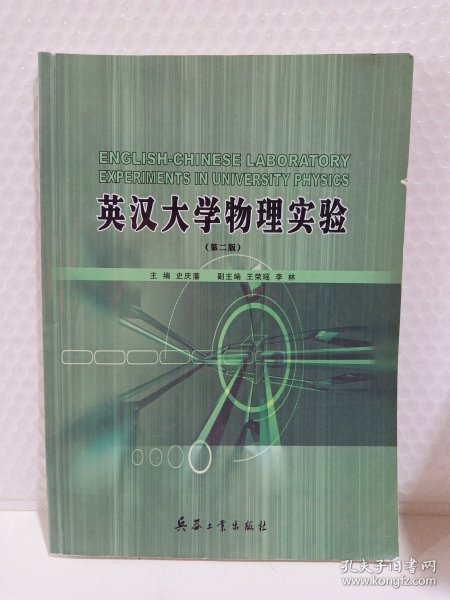 ENGLISH-CHINESE LABORATORY
EXPERIMENTS IN UNIVERSITY PHYSICS
英汉大学物理实验
（第二版）
主 编 史庆藩 副主编 王荣瑶 李 林
兵器工业出版社
孔夫子旧书网
www.kongfz.com